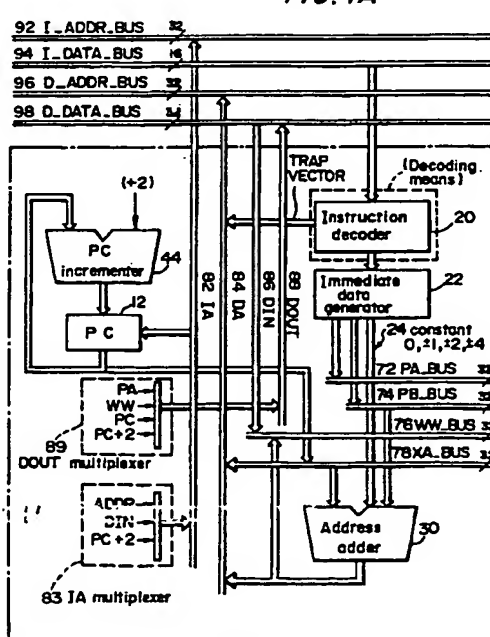 92 I_ADDR_BUS 32
94 I_DATA_BUS 16
96 D_ADDR_BUS
98 D_DATA_BUS
TRAP
VECTOR
(Decoding
means)
(+2)
Instruction
decoder
20
PC
incrementer
44
82 IA
84 DA
86 DIN
88 DOUT
Immediate
data
generator
22
12
PC
24 constant
0, ±1, ±2, ±4
72 PA_BUS
74 PB_BUS
76 WW_BUS
78 XA_BUS
PA
WW
PC
PC+2
89
DOUT multiplexer
ADDR
DIN
PC+2
83 IA multiplexer
Address
adder
30